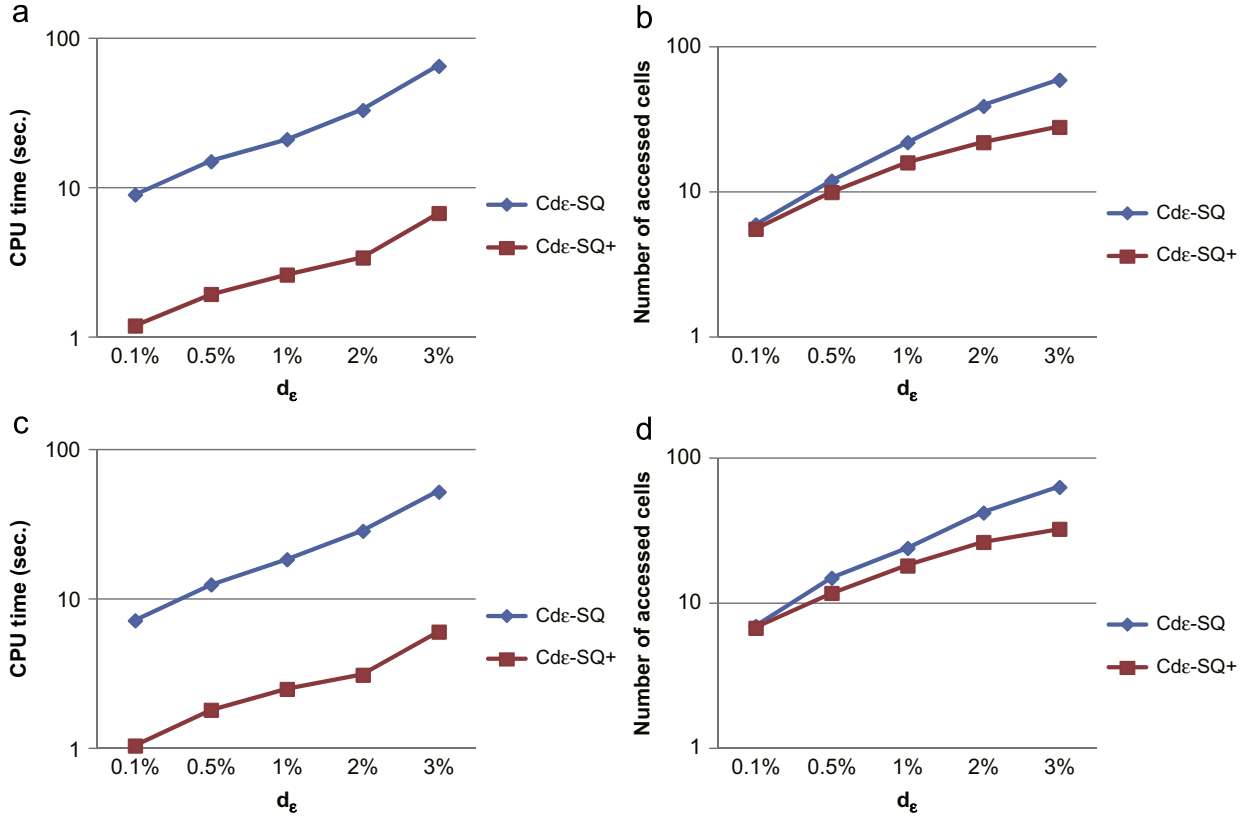 a
100
10
1
CPU time (sec.)
0.1% 0.5% 1% 2% 3%
dε
Cdε-SQ
Cdε-SQ+
b
100
10
1
Number of accessed cells
0.1% 0.5% 1% 2% 3%
dε
Cdε-SQ
Cdε-SQ+
c
100
10
1
CPU time (sec.)
0.1% 0.5% 1% 2% 3%
dε
Cdε-SQ
Cdε-SQ+
d
100
10
1
Number of accessed cells
0.1% 0.5% 1% 2% 3%
dε
Cdε-SQ
Cdε-SQ+